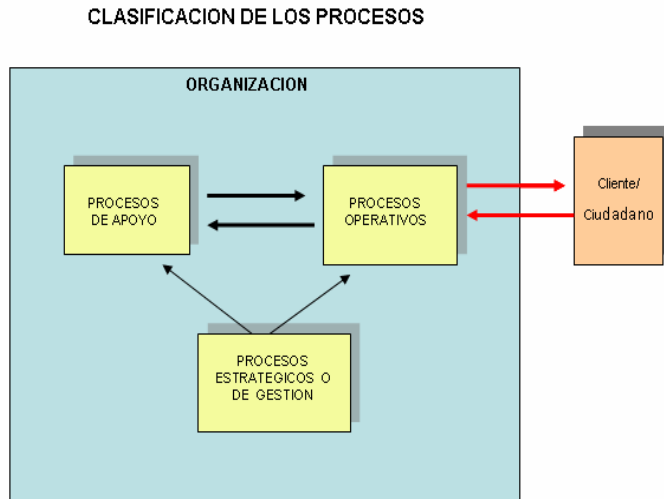 CLASIFICACION DE LOS PROCESOS
ORGANIZACION
PROCESOS
DE APOYO
PROCESOS
OPERATIVOS
Cliente/
Ciudadano
PROCESOS
ESTRATEGICOS O
DE GESTION